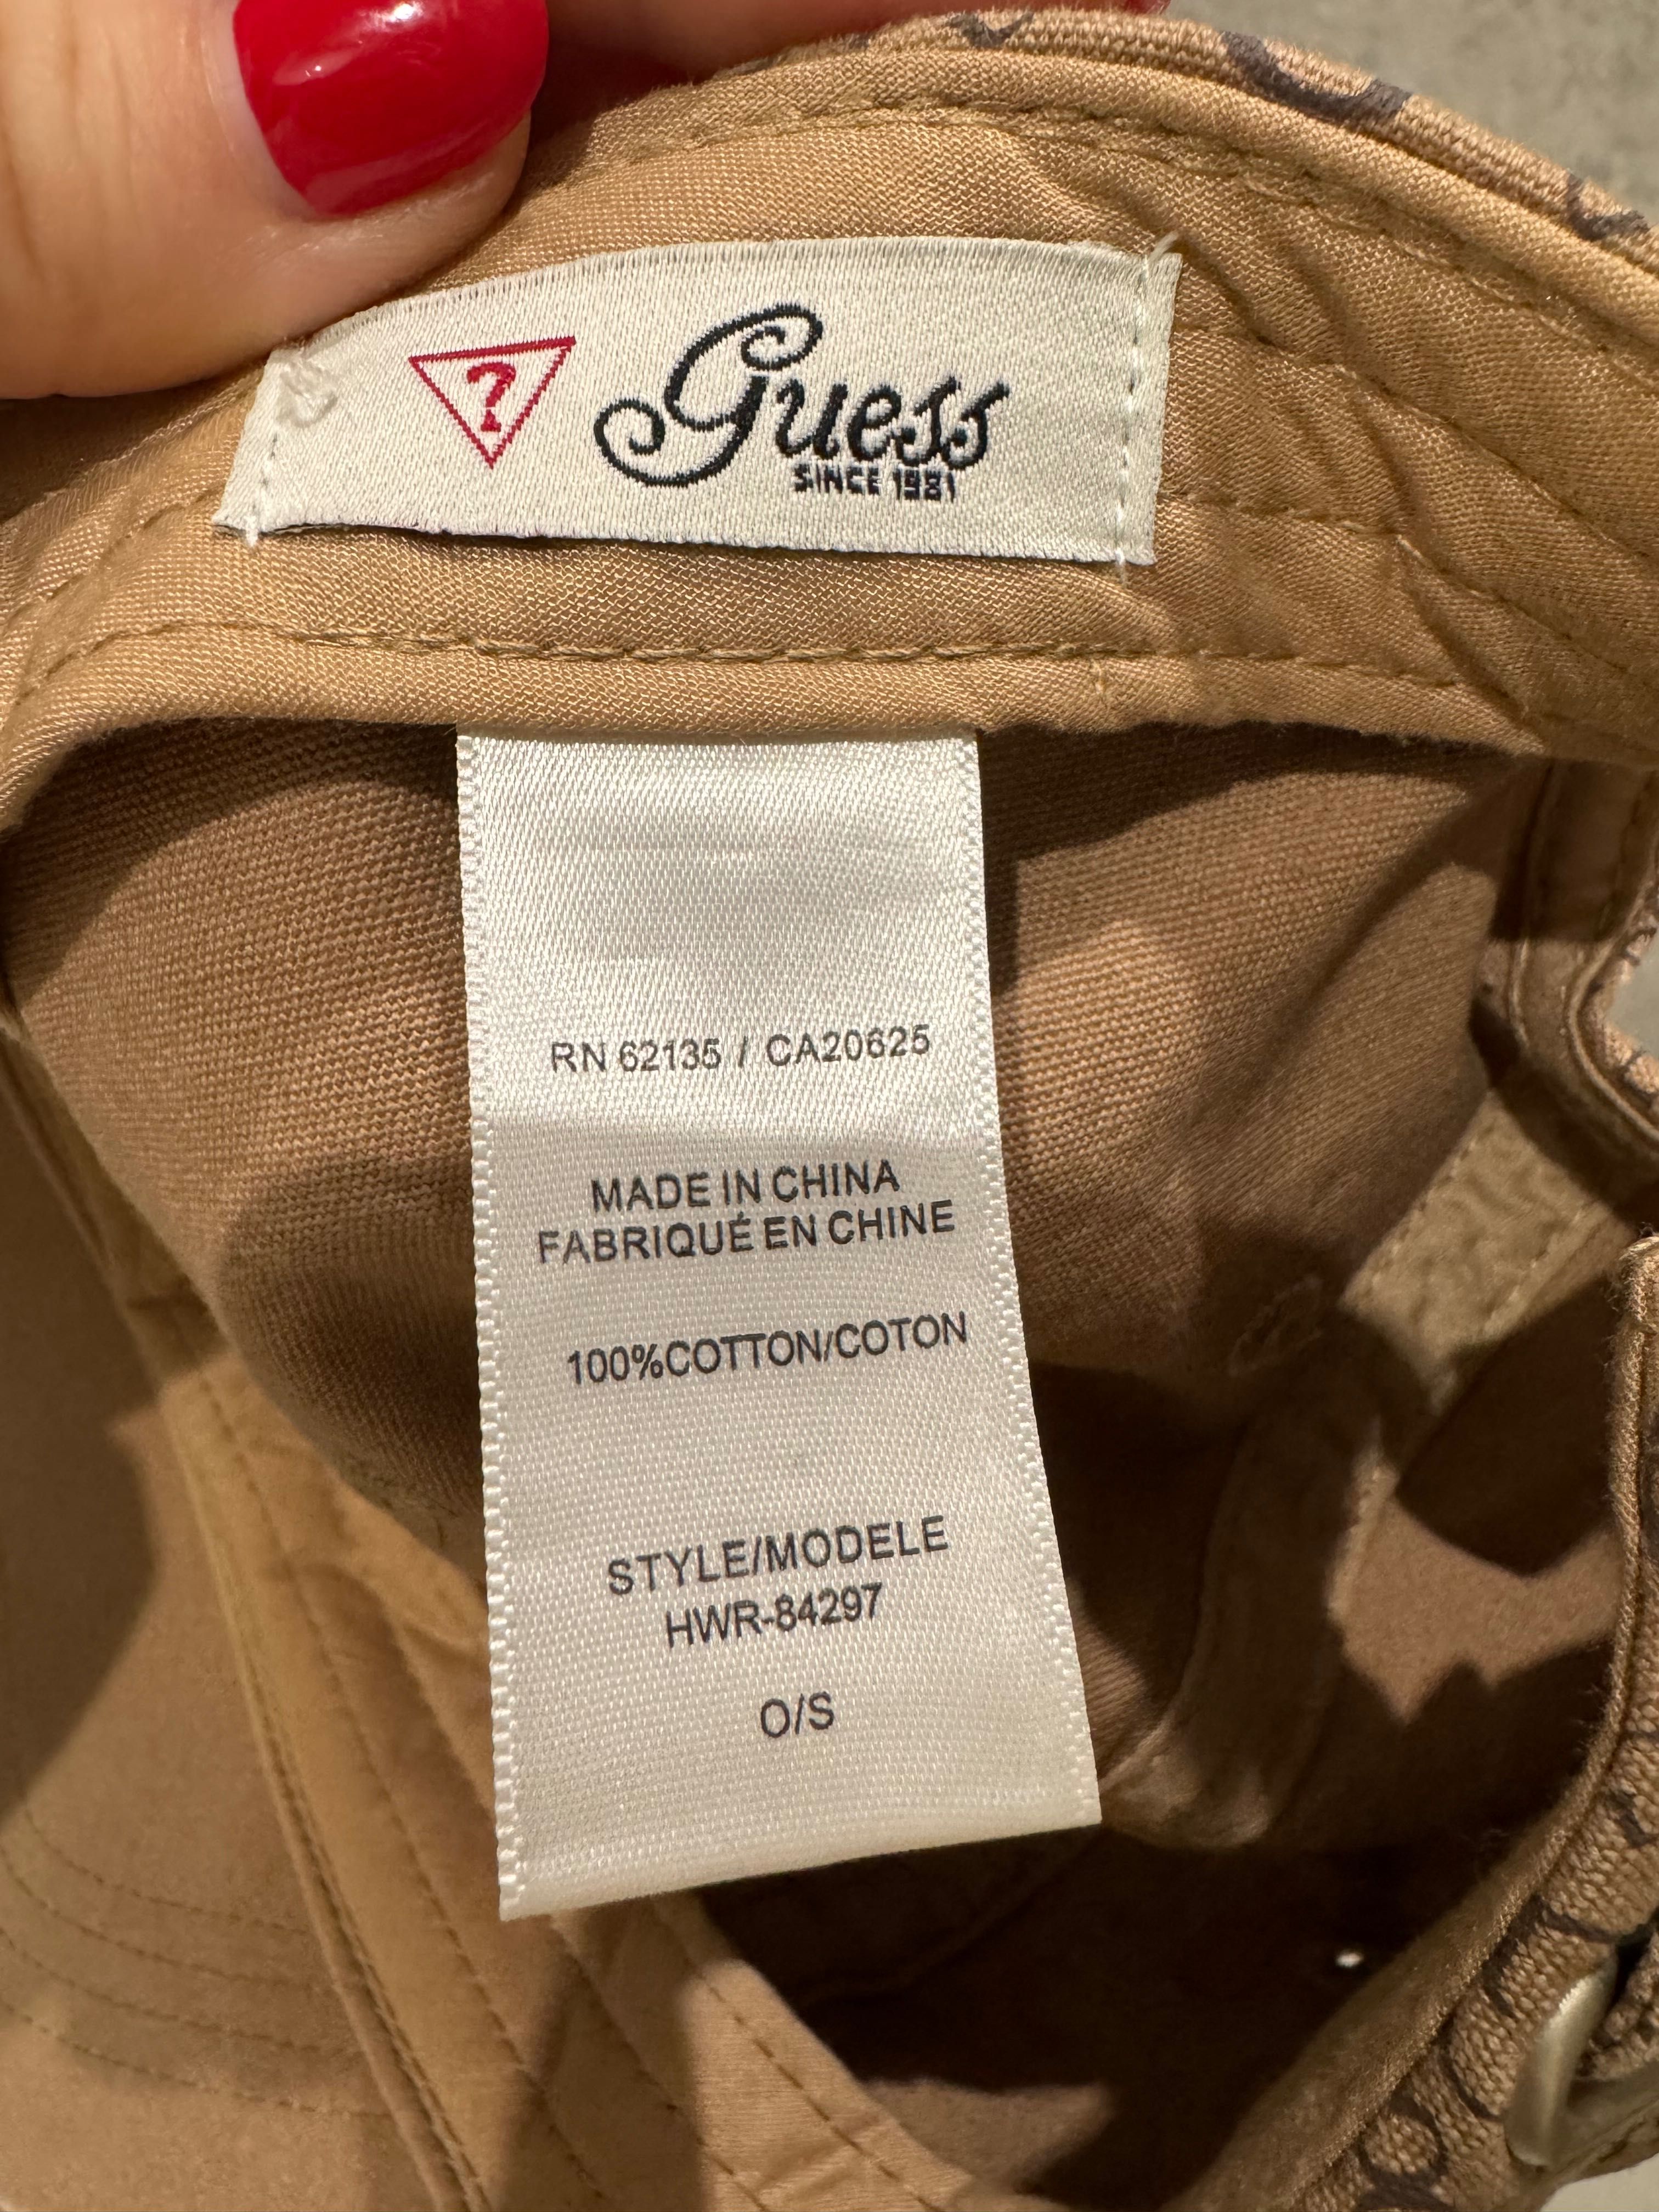 ?
Guess
SINCE 1981
RN 62135 / CA20625
MADE IN CHINA
FABRIQUÉ EN CHINE
100%COTTON/COTON
STYLE/MODELE
HWR-84297
O/S